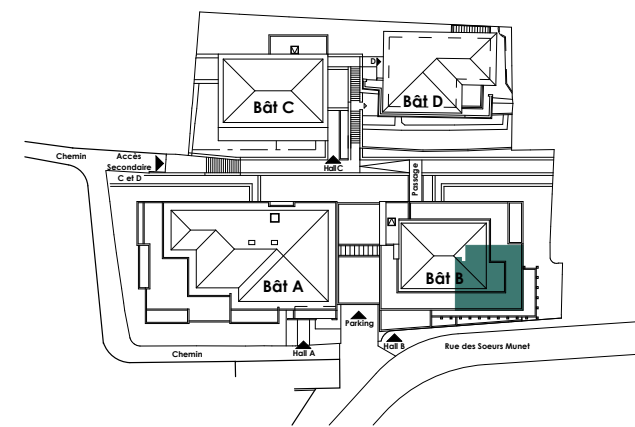 D
Bât C
Bât D
Chemin
Accès
Secondaire
C et D
Hall C
Passage
Bât A
Bât B
Parking
Hall A
Hall B
Chemin
Rue des Soeurs Munet